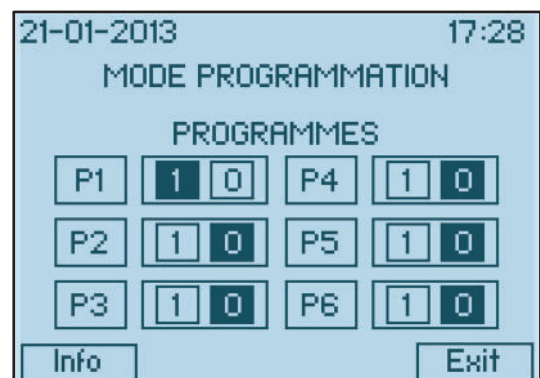 21-01-2013 17:28
MODE PROGRAMMATION
PROGRAMMES
P1 1 0 P4 1 0
P2 1 0 P5 1 0
P3 1 0 P6 1 0
Info Exit